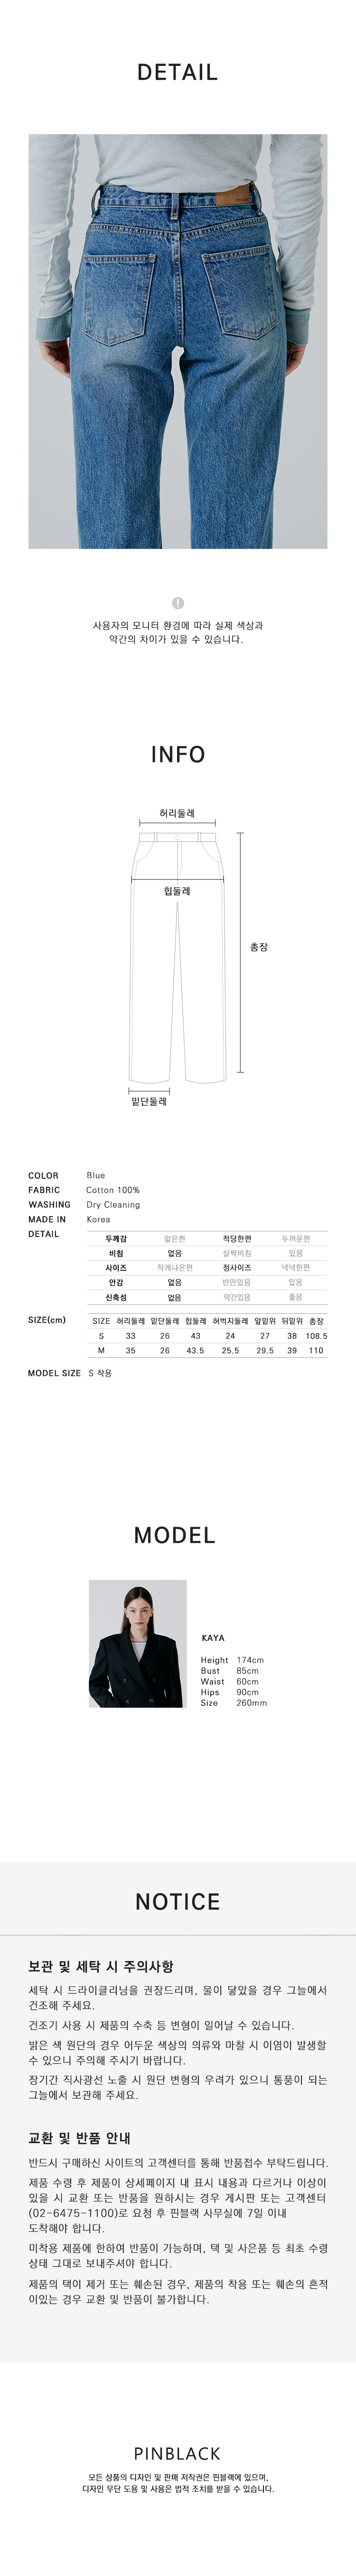 DETAIL
사용자의 모니터 환경에 따라 실제 색상과
약간의 차이가 있을 수 있습니다.
INFO
허리둘레
힙둘레
총장
밑단둘레
COLOR Blue
FABRIC Cotton 100%
WASHING Dry Cleaning
MADE IN Korea
DETAIL
두께감 얇은편 적당한편 두꺼운편
비침 없음 살짝비침 있음
사이즈 작게나온편 정사이즈 넉넉한편
안감 없음 반만있음 있음
신축성 없음 약간있음 좋음
SIZE(cm)
SIZE 허리둘레 밑단둘레 힙둘레 허벅지둘레 앞밑위 뒤밑위 총장
S 33 26 43 24 27 38 108.5
M 35 26 43.5 25.5 29.5 39 110
MODEL SIZE S 착용
MODEL
KAYA
Height 174cm
Bust 85cm
Waist 60cm
Hips 90cm
Size 260mm
NOTICE
보관 및 세탁 시 주의사항
세탁 시 드라이클리닝을 권장드리며, 물이 닿았을 경우 그늘에서
건조해 주세요.
건조기 사용 시 제품의 수축 등 변형이 일어날 수 있습니다.
밝은 색 원단의 경우 어두운 색상의 의류와 마찰 시 이염이 발생할
수 있으니 주의해 주시기 바랍니다.
장기간 직사광선 노출 시 원단 변형의 우려가 있으니 통풍이 되는
그늘에서 보관해 주세요.
교환 및 반품 안내
반드시 구매하신 사이트의 고객센터를 통해 반품접수 부탁드립니다.
제품 수령 후 제품이 상세페이지 내 표시 내용과 다르거나 이상이
있을 시 교환 또는 반품을 원하시는 경우 게시판 또는 고객센터
(02-6475-1100)로 요청 후 핀블랙 사무실에 7일 이내
도착해야 합니다.
미착용 제품에 한하여 반품이 가능하며, 택 및 사은품 등 최초 수령
상태 그대로 보내주셔야 합니다.
제품의 택이 제거 또는 훼손된 경우, 제품의 착용 또는 훼손의 흔적
이있는 경우 교환 및 반품이 불가합니다.
PINBLACK
모든 상품의 디자인 및 판매 저작권은 핀블랙에 있으며,
디자인 무단 도용 및 사용은 법적 조치를 받을 수 있습니다.